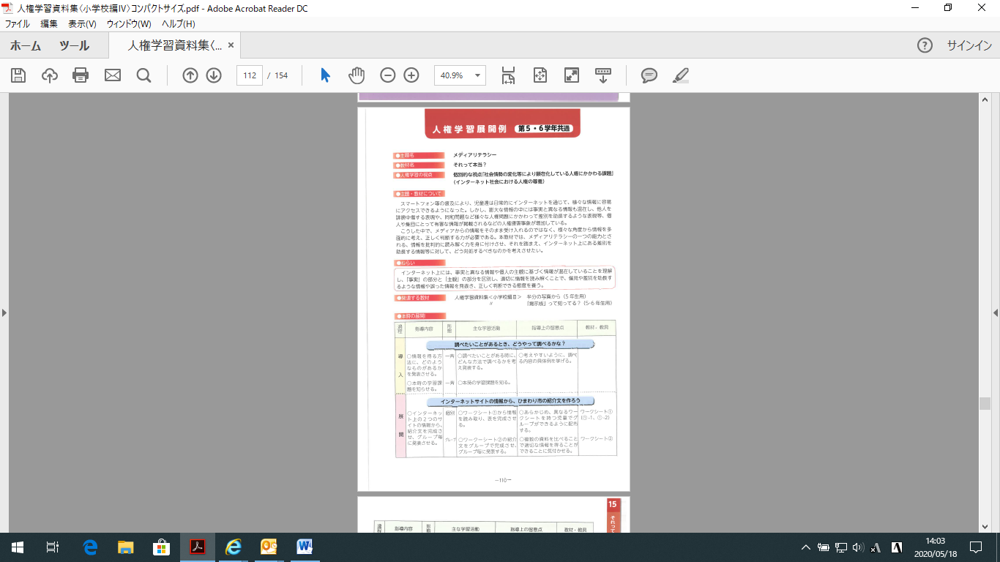 人権学習資料集〈小学校編Ⅳ〉コンパクトサイズ.pdf - Adobe Acrobat Reader DC
ファイル 編集 表示(V) ウィンドウ(W) ヘルプ(H)
ホーム ツール 人権学習資料集〈... × サインイン
112 / 154 40.9%
人権学習展開例 第5・6学年共通
●主題名 メディアリテラシー
●教材名 それって本当？
●人権学習の視点 個別的な視点「社会情勢の変化等により顕在化している人権にかかわる課題」
（インターネット社会における人権の尊重）
●主題・教材について
スマートフォン等の普及により、児童達は日常的にインターネットを通じて、様々な情報に容易
にアクセスできるようになった。しかし、膨大な情報の中には事実と異なる情報も混在し、他人を
誹謗中傷する表現や、同和問題など様々な人権問題にかかわって差別を助長するような表現等、個
人や集団にとって有害な情報が掲載されるなどの人権侵害事象が増加している。
こうした中で、メディアからの情報をそのまま受け入れるのではなく、様々な角度から情報を多
面的に考え、正しく判断する力が必要である。本教材では、メディアリテラシーの一つの能力とさ
れる、情報を批判的に読み解く力を身に付けさせ、それを踏まえ、インターネット上にある差別を
助長する情報等に対して、どう対処するべきなのかを考えさせたい。
●ねらい
インターネット上には、事実と異なる情報や個人の主観に基づく情報が混在していることを理解
し、「事実」の部分と「主観」の部分を区別し、適切に情報を読み解くことで、偏見や差別を助長す
るような情報や誤った情報を見抜き、正しく判断できる態度を養う。
●関連する教材 人権学習資料集＜小学校編Ⅱ＞ 半分の写真から（5年生用）
〃 「掲示板」って知ってる？（5・6年生用）
●本時の展開
過程 指導内容 形態 主な学習活動 指導上の留意点 教材・教具
調べたいことがあるとき、どうやって調べるかな？
導入
○情報を得る方法に、どのようなものがあるかを発表させる。 一斉 ○調べたいことがある時に、どんな方法で調べるかを考え発表する。 ○考えやすいように、調べる内容の具体例を挙げる。
○本時の学習課題を知らせる。 一斉 ○本時の学習課題を知る。
インターネットサイトの情報から、ひまわり市の紹介文を作ろう
展開
○インターネット上の2つのサイトの情報から、紹介文を完成させ、グループ毎に発表させる。 個別 ○ワークシート①から情報を読み取り、表を完成させる。 ○あらかじめ、異なるワークシートを持つ児童でグループができるように配布する。 ワークシート①（①-1、①-2）
グループ ○ワークーシート②の紹介文をグループで完成させ、グループ毎に発表する。 ○複数の資料を比べることで適切な情報を得ることができることに気付かせる。 ワークシート②
－110－
15
それって
過程 指導内容 形態 主な学習活動 指導上の留意点 教材・教具
14:03
2020/05/18